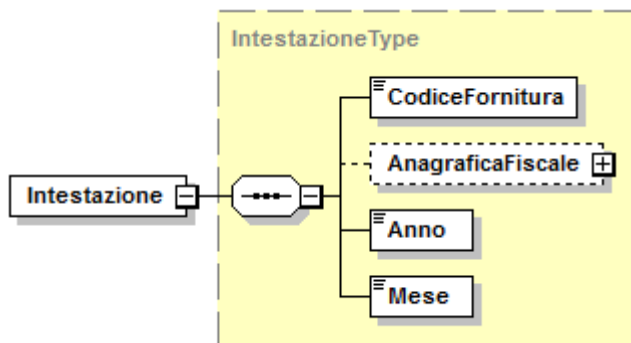 IntestazioneType
CodiceFornitura
AnagraficaFiscale
Intestazione
Anno
Mese